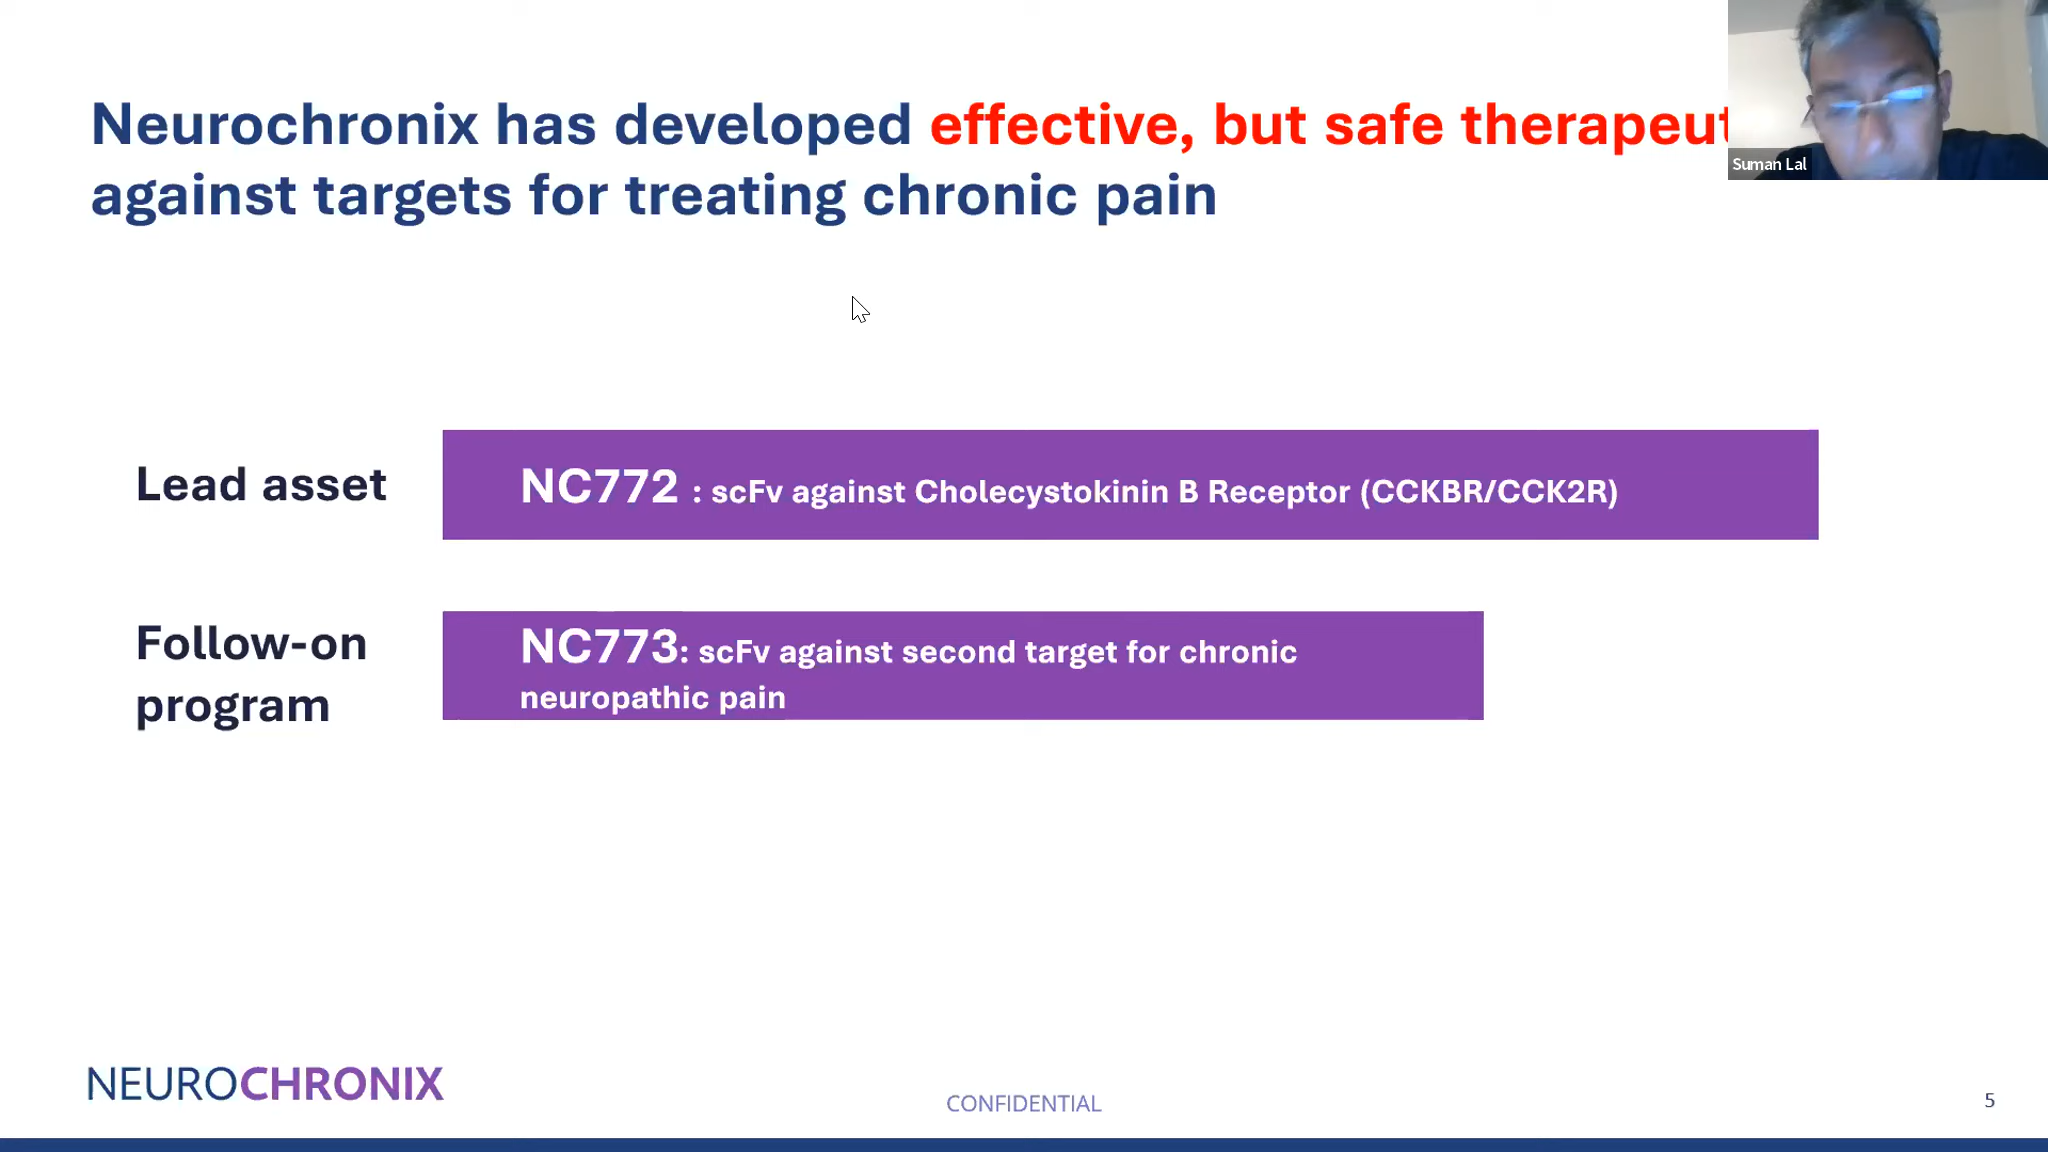 Neurochronix has developed effective, but safe
against targets for treating chronic pain
Suman Lal
Lead asset
NC772 : scFv against Cholecystokinin B Receptor (CCKBR/CCK2R)
Follow-on
program
NC773: scFv against second target for chronic
neuropathic pain
NEUROCHRONIX
CONFIDENTIAL
5